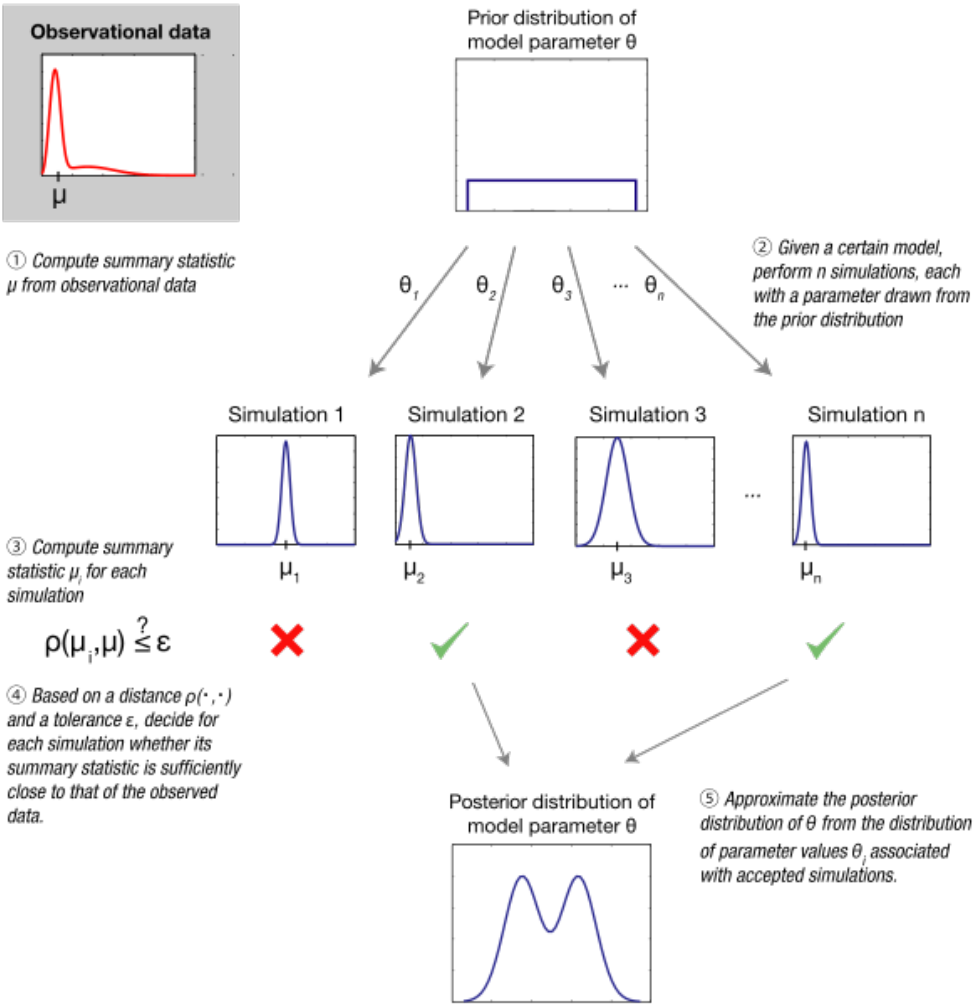 Observational data
μ
① Compute summary statistic
μ from observational data
Prior distribution of
model parameter θ
② Given a certain model,
perform n simulations, each
with a parameter drawn from
the prior distribution
θ₁ θ₂ θ₃ ... θₙ
Simulation 1 Simulation 2 Simulation 3 Simulation n
...
μ₁ μ₂ μ₃ μₙ
③ Compute summary
statistic μᵢ for each
simulation
?
ρ(μᵢ,μ) ≤ ε
④ Based on a distance ρ(·,·)
and a tolerance ε, decide for
each simulation whether its
summary statistic is sufficiently
close to that of the observed
data.
Posterior distribution of
model parameter θ
⑤ Approximate the posterior
distribution of θ from the distribution
of parameter values θᵢ associated
with accepted simulations.